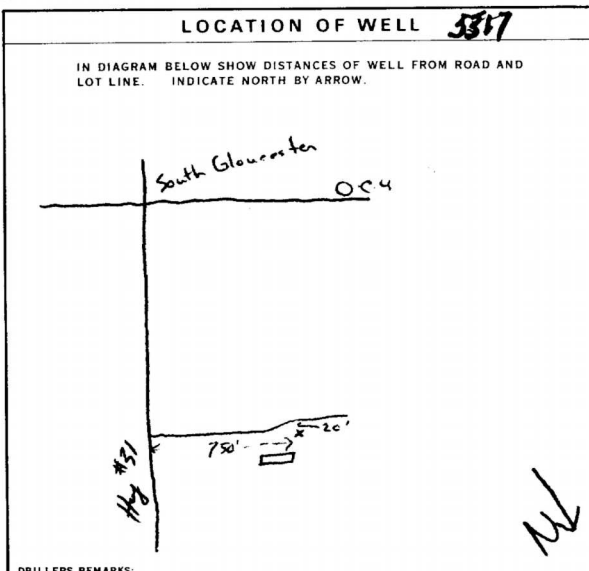 LOCATION OF WELL 5317
IN DIAGRAM BELOW SHOW DISTANCES OF WELL FROM ROAD AND
LOT LINE. INDICATE NORTH BY ARROW.
South Gloucester
O.C.4
20'
750'
Hwy #31
N
DRILLERS REMARKS: